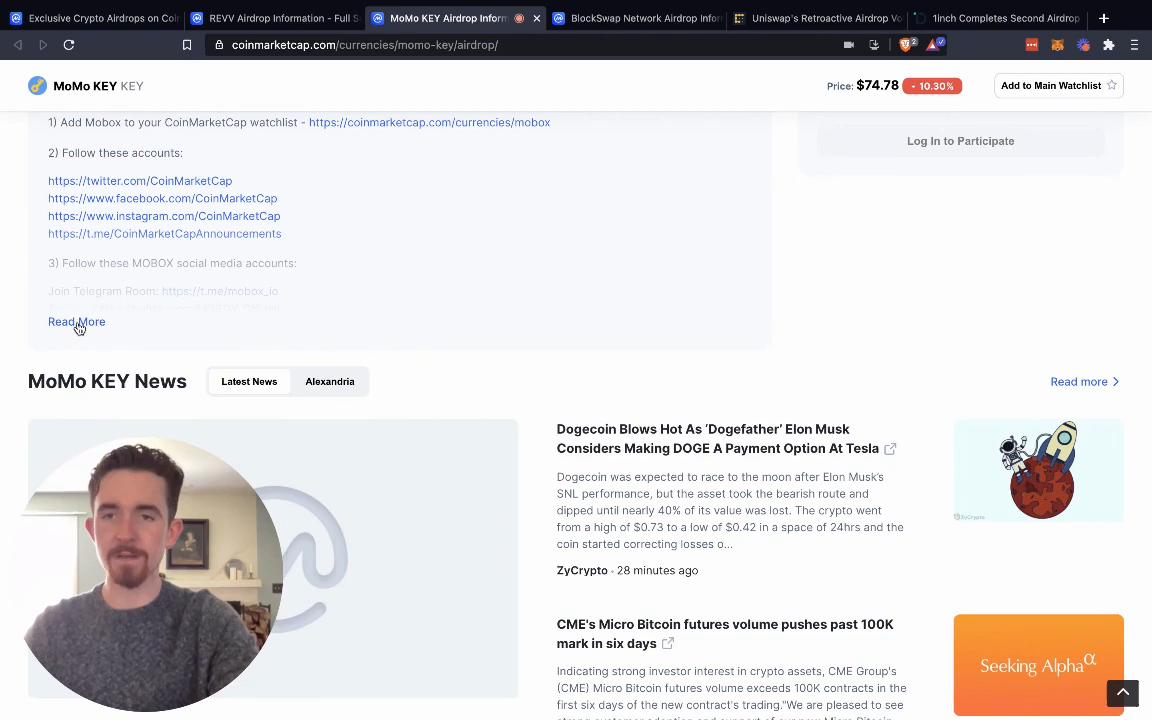 Exclusive Crypto Airdrops on Coin
REVV Airdrop Information - Full S
MoMo KEY Airdrop Inform
BlockSwap Network Airdrop Infor
Uniswap's Retroactive Airdrop Vo
1inch Completes Second Airdrop
coinmarketcap.com/currencies/momo-key/airdrop/
2
MoMo KEY KEY
Price: $74.78 10.30%
Add to Main Watchlist
1) Add Mobox to your CoinMarketCap watchlist - https://coinmarketcap.com/currencies/mobox
Log In to Participate
2) Follow these accounts:
https://twitter.com/CoinMarketCap
https://www.facebook.com/CoinMarketCap
https://www.instagram.com/CoinMarketCap
https://t.me/CoinMarketCapAnnouncements
3) Follow these MOBOX social media accounts:
Join Telegram Room: https://t.me/mobox_io
Read More
MoMo KEY News
Latest News
Alexandria
Read more
Dogecoin Blows Hot As ‘Dogefather’ Elon Musk
Considers Making DOGE A Payment Option At Tesla
Dogecoin was expected to race to the moon after Elon Musk’s
SNL performance, but the asset took the bearish route and
dipped until nearly 40% of its value was lost. The crypto went
from a high of $0.73 to a low of $0.42 in a space of 24hrs and the
coin started correcting losses o...
ZyCrypto · 28 minutes ago
ZyCrypto
CME's Micro Bitcoin futures volume pushes past 100K
mark in six days
Indicating strong investor interest in crypto assets, CME Group's
(CME) Micro Bitcoin futures volume exceeds 100K contracts in the
first six days of the new contract's trading."We are pleased to see
Seeking Alpha α